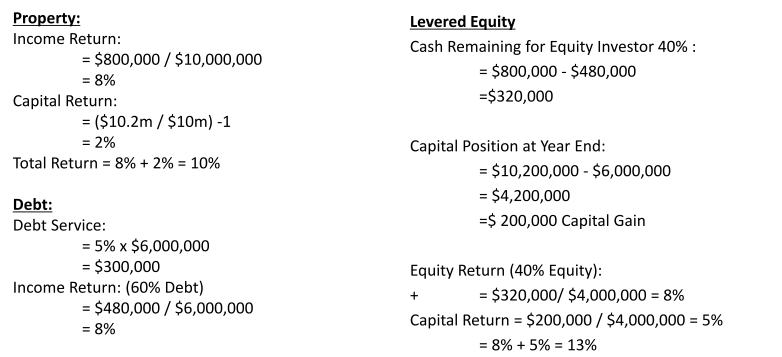 Property:
Income Return:
= $800,000 / $10,000,000
= 8%
Capital Return:
= ($10.2m / $10m) -1
= 2%
Total Return = 8% + 2% = 10%
Debt:
Debt Service:
= 5% x $6,000,000
= $300,000
Income Return: (60% Debt)
= $480,000 / $6,000,000
= 8%
Levered Equity
Cash Remaining for Equity Investor 40% :
= $800,000 - $480,000
=$320,000
Capital Position at Year End:
= $10,200,000 - $6,000,000
= $4,200,000
=$ 200,000 Capital Gain
Equity Return (40% Equity):
+ = $320,000/ $4,000,000 = 8%
Capital Return = $200,000 / $4,000,000 = 5%
= 8% + 5% = 13%